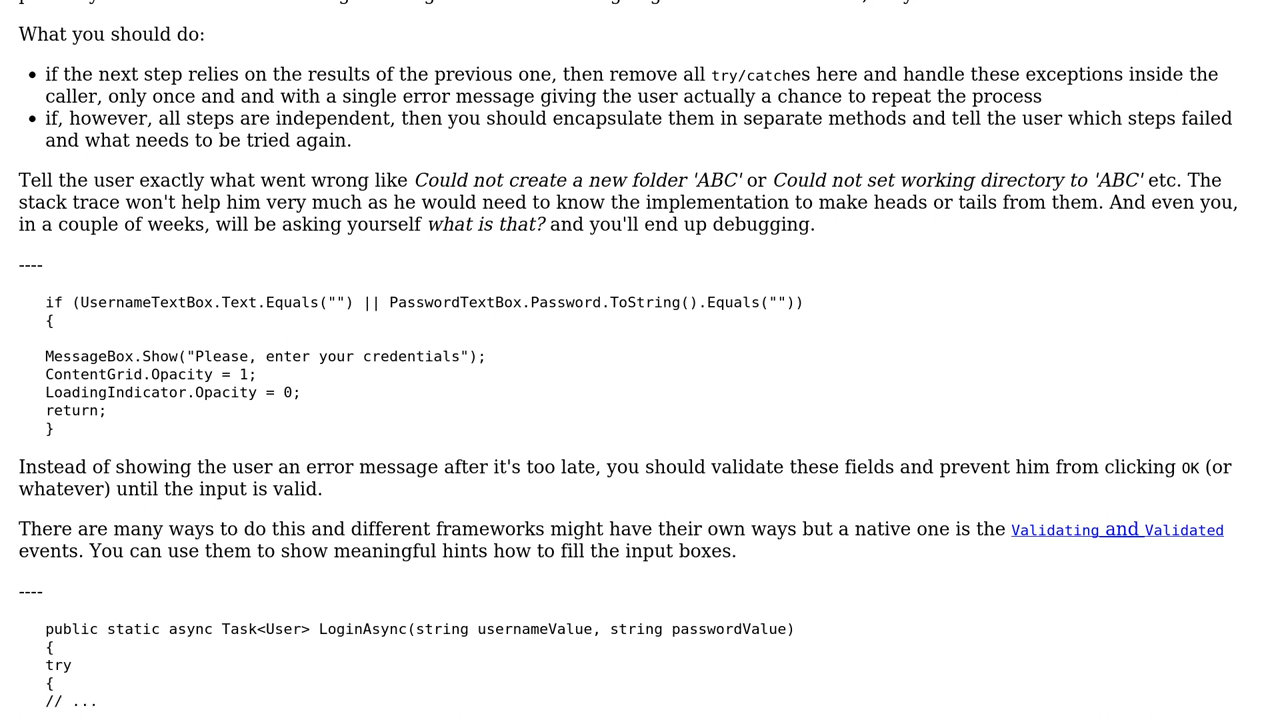 What you should do:
• if the next step relies on the results of the previous one, then remove all try/catches here and handle these exceptions inside the
caller, only once and and with a single error message giving the user actually a chance to repeat the process
• if, however, all steps are independent, then you should encapsulate them in separate methods and tell the user which steps failed
and what needs to be tried again.
Tell the user exactly what went wrong like Could not create a new folder 'ABC' or Could not set working directory to 'ABC' etc. The
stack trace won't help him very much as he would need to know the implementation to make heads or tails from them. And even you,
in a couple of weeks, will be asking yourself what is that? and you'll end up debugging.
----
if (UsernameTextBox.Text.Equals("") || PasswordTextBox.Password.ToString().Equals(""))
{
MessageBox.Show("Please, enter your credentials");
ContentGrid.Opacity = 1;
LoadingIndicator.Opacity = 0;
return;
}
Instead of showing the user an error message after it's too late, you should validate these fields and prevent him from clicking OK (or
whatever) until the input is valid.
There are many ways to do this and different frameworks might have their own ways but a native one is the Validating and Validated
events. You can use them to show meaningful hints how to fill the input boxes.
----
public static async Task<User> LoginAsync(string usernameValue, string passwordValue)
{
try
{
// ...